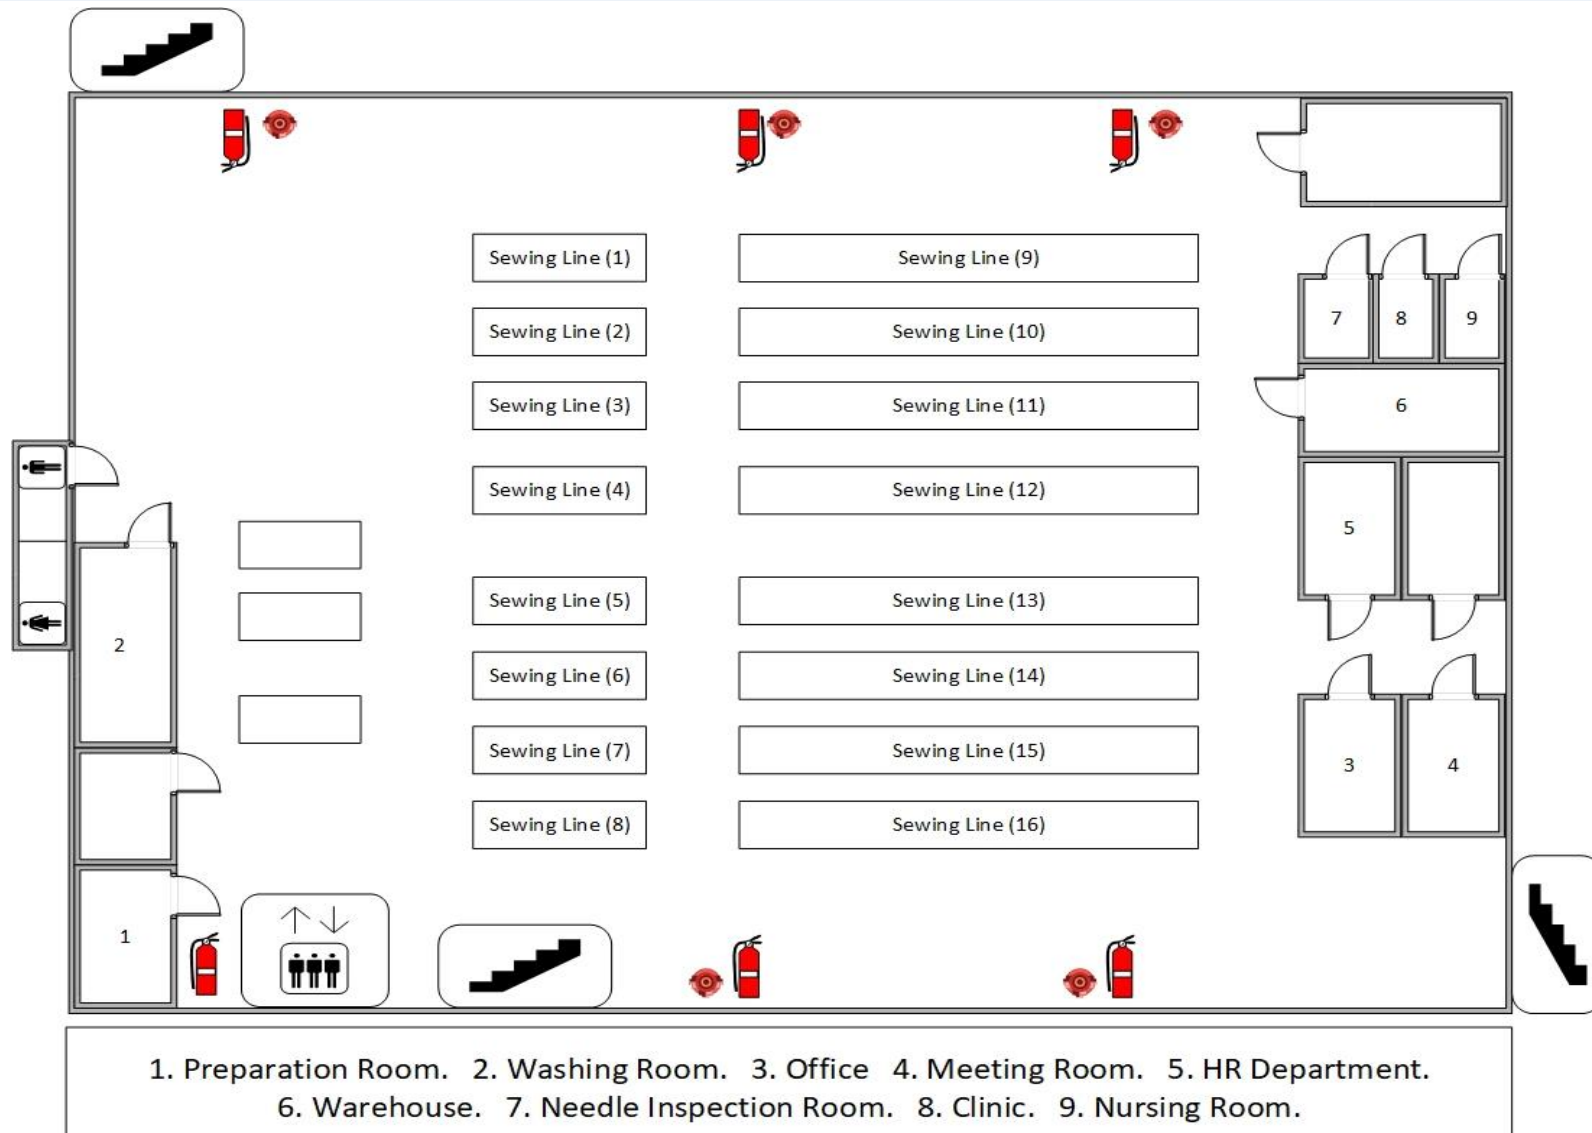 Sewing Line (1)
Sewing Line (9)
Sewing Line (2)
Sewing Line (10)
Sewing Line (3)
Sewing Line (11)
Sewing Line (4)
Sewing Line (12)
Sewing Line (5)
Sewing Line (13)
Sewing Line (6)
Sewing Line (14)
Sewing Line (7)
Sewing Line (15)
Sewing Line (8)
Sewing Line (16)
7
8
9
6
5
2
3
4
1
1. Preparation Room. 2. Washing Room. 3. Office 4. Meeting Room. 5. HR Department.
6. Warehouse. 7. Needle Inspection Room. 8. Clinic. 9. Nursing Room.